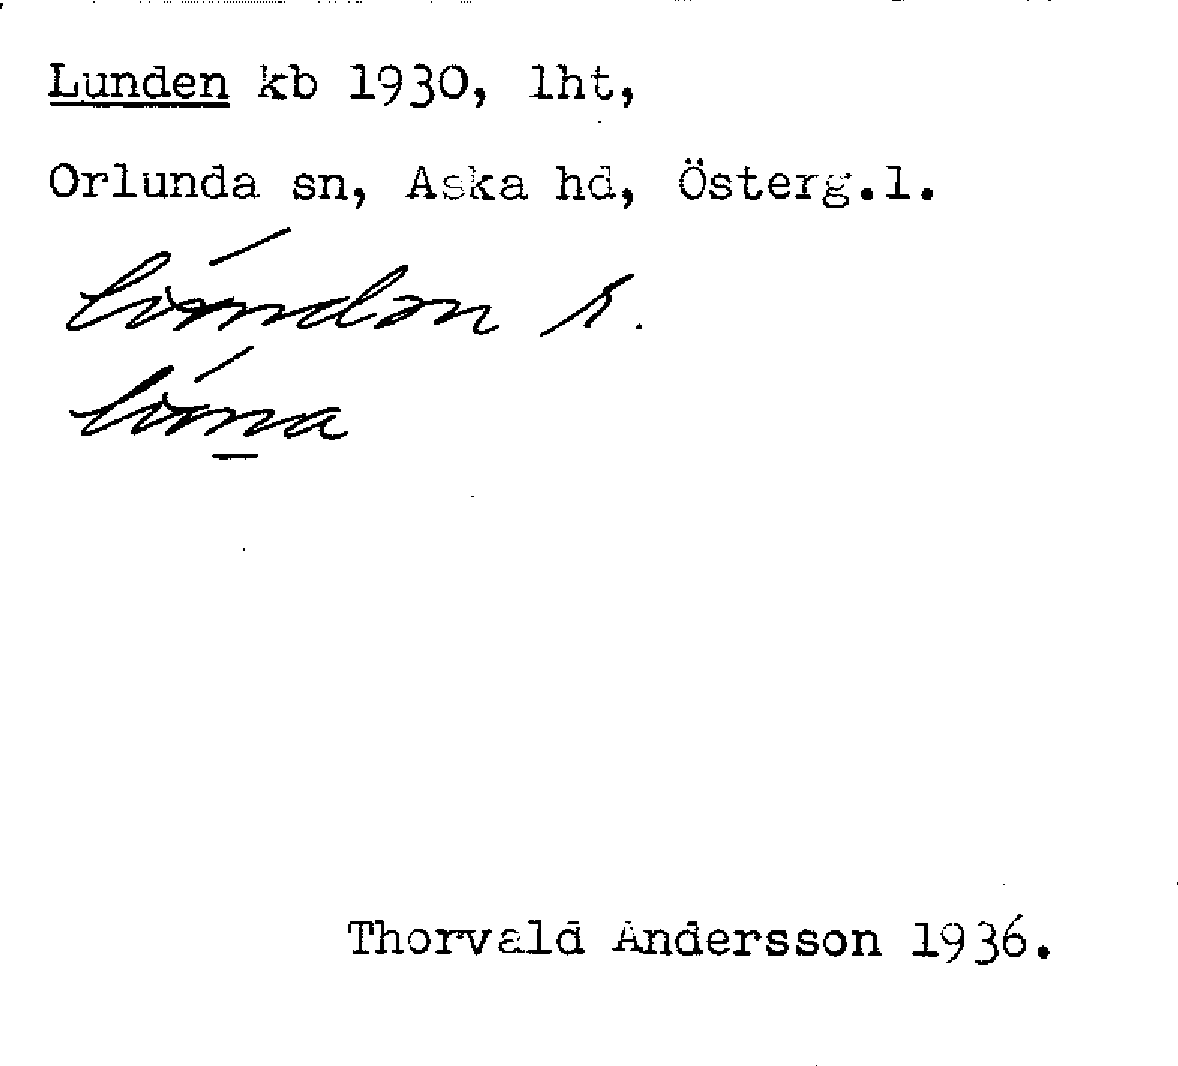 Lunden kb 1930, lht,
Orlunda sn, Aska hd, Österg.l.
Thorvald Andersson 1936.